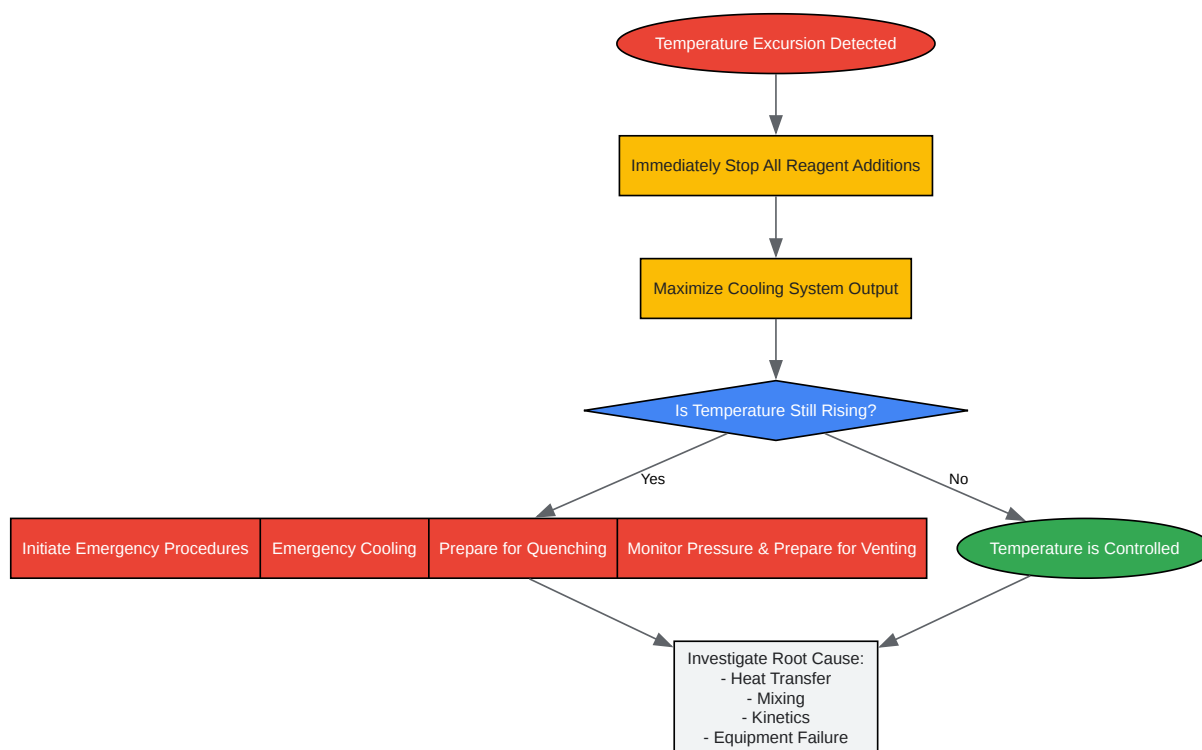 Temperature Excursion Detected
Immediately Stop All Reagent Additions
Maximize Cooling System Output
Is Temperature Still Rising?
Yes
No
Initiate Emergency Procedures
Emergency Cooling
Prepare for Quenching
Monitor Pressure & Prepare for Venting
Temperature is Controlled
Investigate Root Cause:
- Heat Transfer
- Mixing
- Kinetics
- Equipment Failure